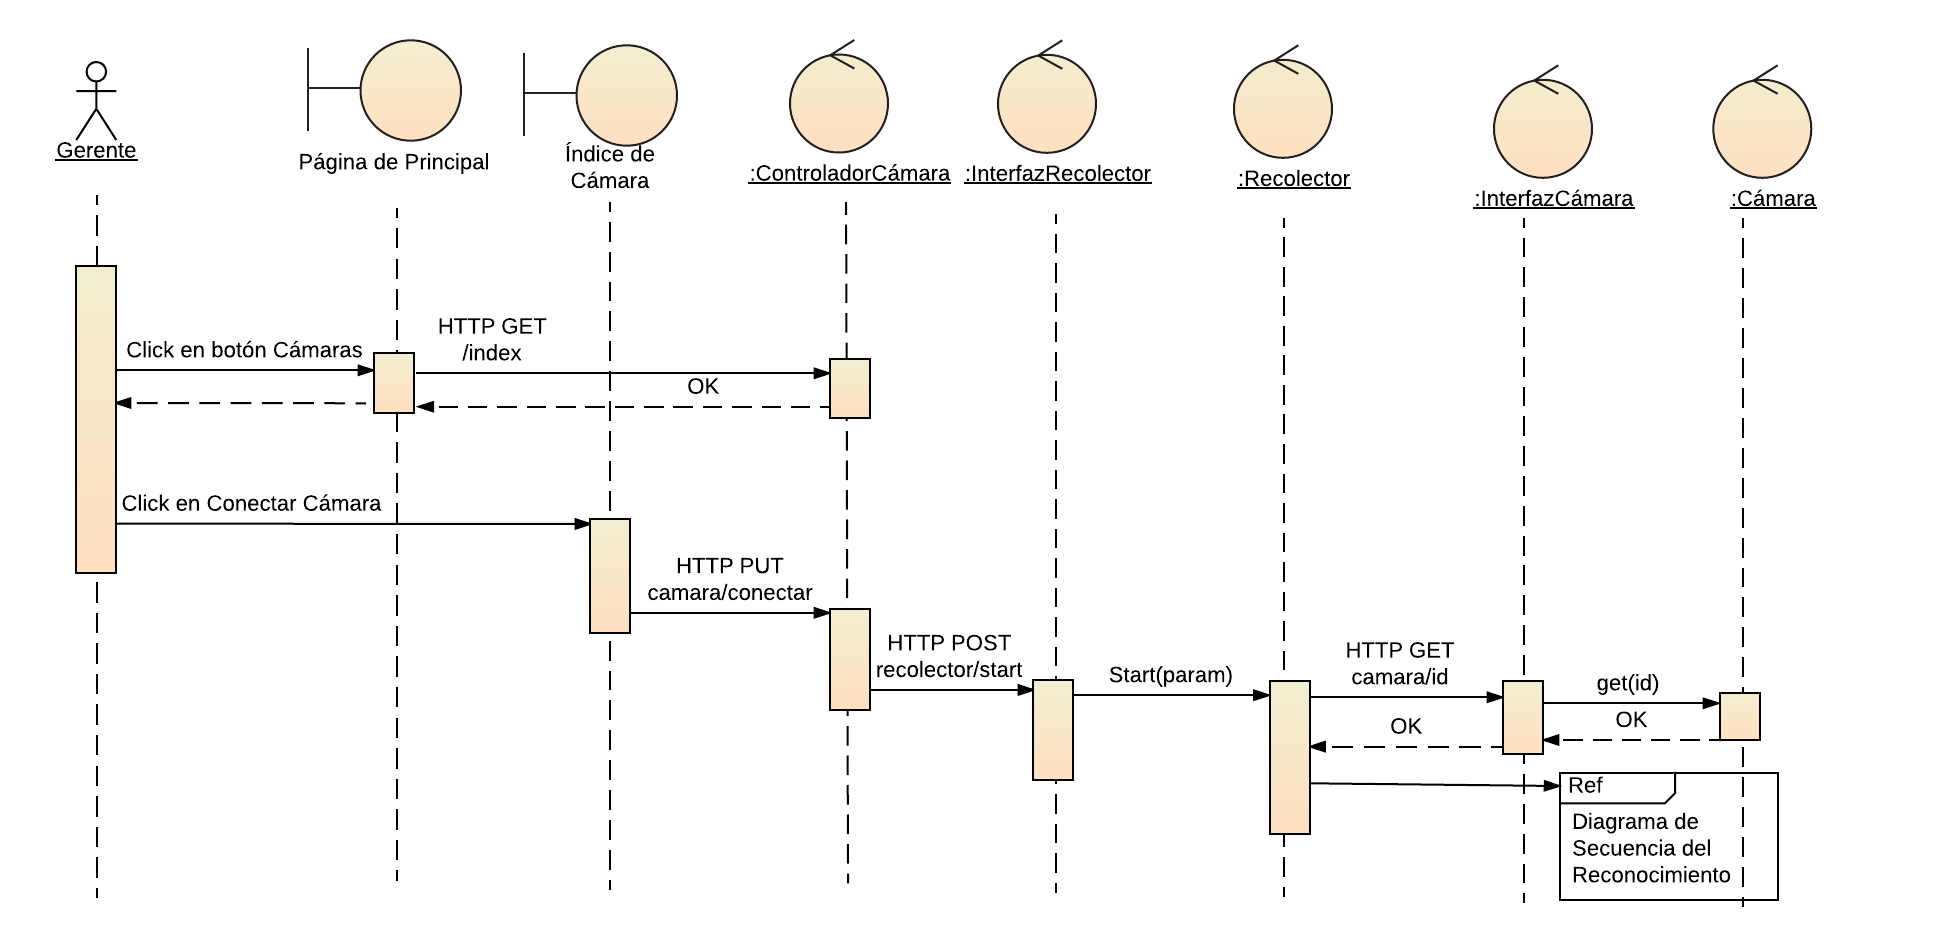 Gerente
Página de Principal
Índice de
Cámara
:ControladorCámara
:InterfazRecolector
:Recolector
:InterfazCámara
:Cámara
Click en botón Cámaras
HTTP GET
/index
OK
Click en Conectar Cámara
HTTP PUT
camara/conectar
HTTP POST
recolector/start
Start(param)
HTTP GET
camara/id
get(id)
OK
OK
Ref
Diagrama de
Secuencia del
Reconocimiento